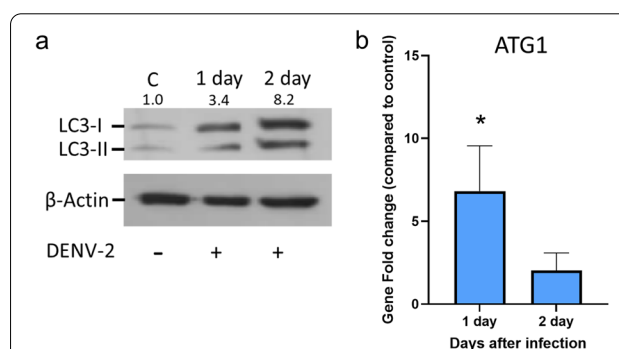 a
C 1 day 2 day
1.0 3.4 8.2
LC3-I
LC3-II
β-Actin
DENV-2 - + +
b
ATG1
Gene Fold change (compared to control)
15
10
5
0
*
1 day 2 day
Days after infection